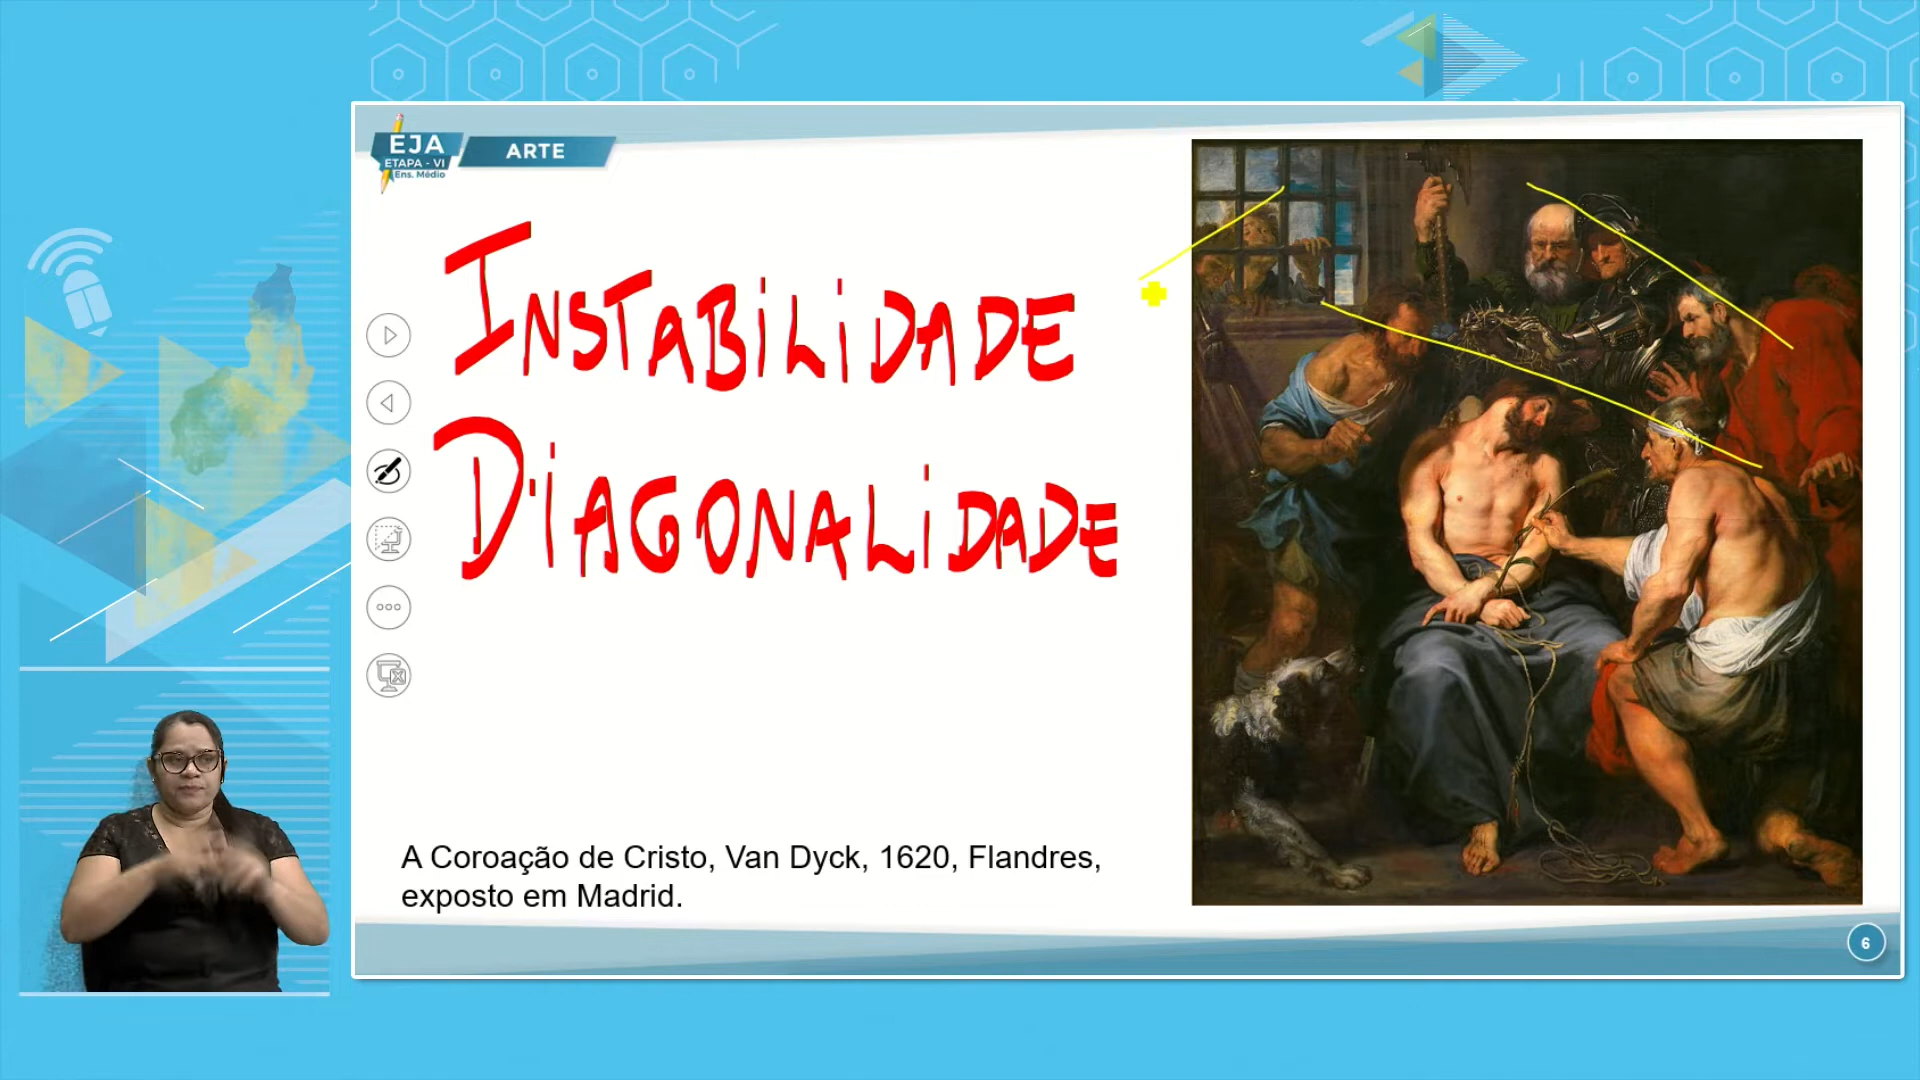 EJA
ETAPA - VI
Ens. Médio
ARTE
INSTABILIDADE
DIAGONALIDADE
A Coroação de Cristo, Van Dyck, 1620, Flandres,
exposto em Madrid.
6